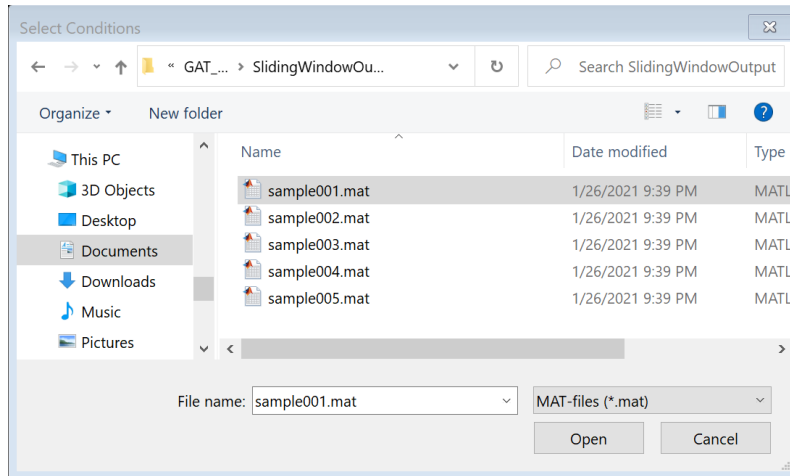 Select Conditions
« GAT_... > SlidingWindowOu...
Search SlidingWindowOutput
Organize
New folder
?
Name
Date modified
Type
This PC
3D Objects
Desktop
Documents
Downloads
Music
Pictures
sample001.mat 1/26/2021 9:39 PM MATL
sample002.mat 1/26/2021 9:39 PM MATL
sample003.mat 1/26/2021 9:39 PM MATL
sample004.mat 1/26/2021 9:39 PM MATL
sample005.mat 1/26/2021 9:39 PM MATL
File name: sample001.mat
MAT-files (*.mat)
Open
Cancel